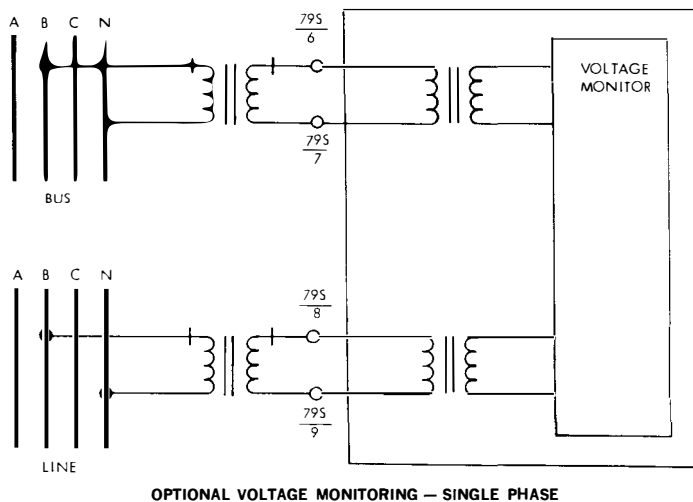 A B C N
79S
6
VOLTAGE
MONITOR
79S
7
BUS
A B C N
79S
8
79S
9
LINE
OPTIONAL VOLTAGE MONITORING — SINGLE PHASE